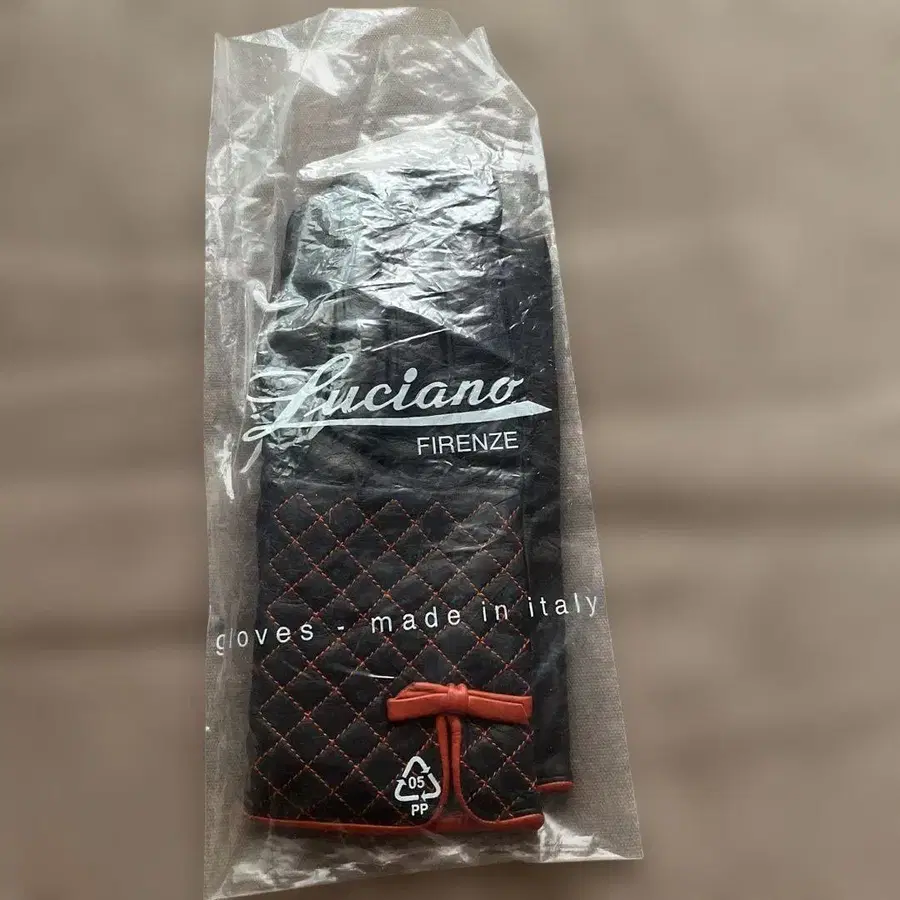 Luciano
FIRENZE
gloves - made in italy
05
PP